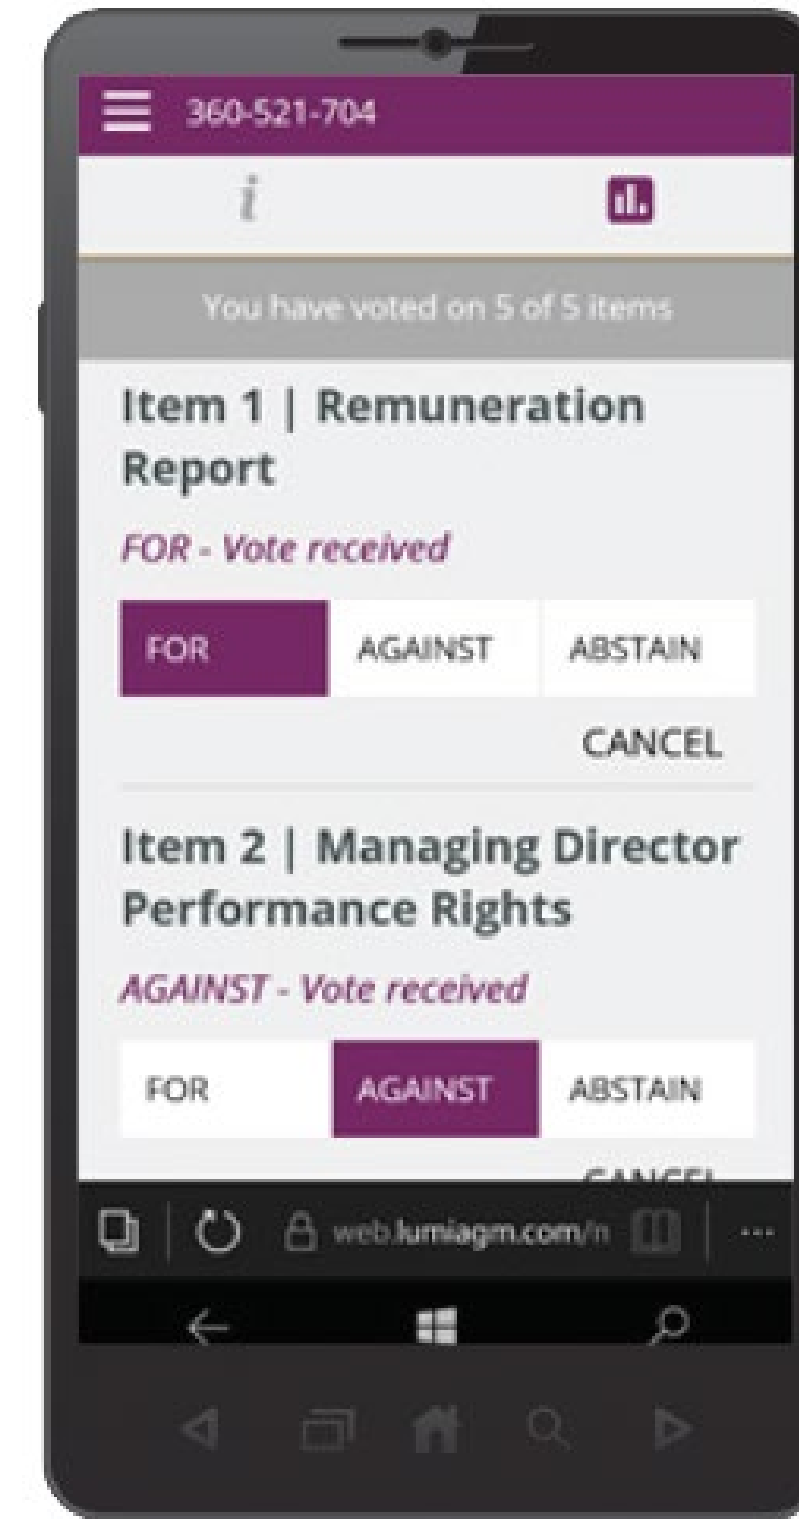 360-521-704
i
You have voted on 5 of 5 items
Item 1 | Remuneration
Report
FOR - Vote received
FOR AGAINST ABSTAIN
CANCEL
Item 2 | Managing Director
Performance Rights
AGAINST - Vote received
FOR AGAINST ABSTAIN
CANCEL
web.lumiagm.com/n
...